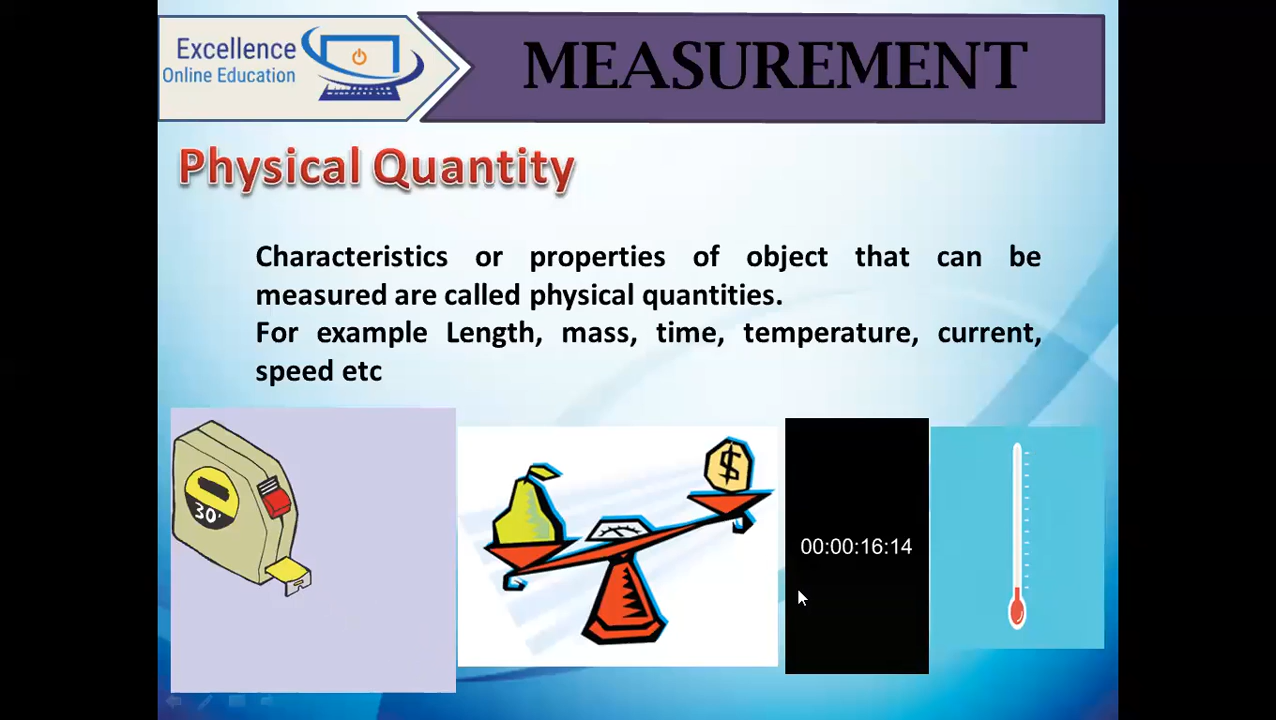 Excellence
Online Education
MEASUREMENT
Physical Quantity
Characteristics or properties of object that can be
measured are called physical quantities.
For example Length, mass, time, temperature, current,
speed etc
30'
$
00:00:16:14